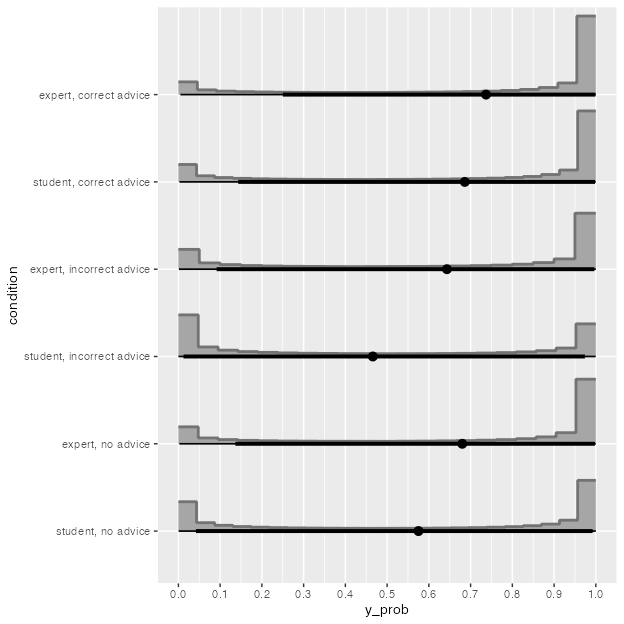 expert, correct advice
student, correct advice
expert, incorrect advice
student, incorrect advice
expert, no advice
student, no advice
condition
0.0 0.1 0.2 0.3 0.4 0.5 0.6 0.7 0.8 0.9 1.0
y_prob